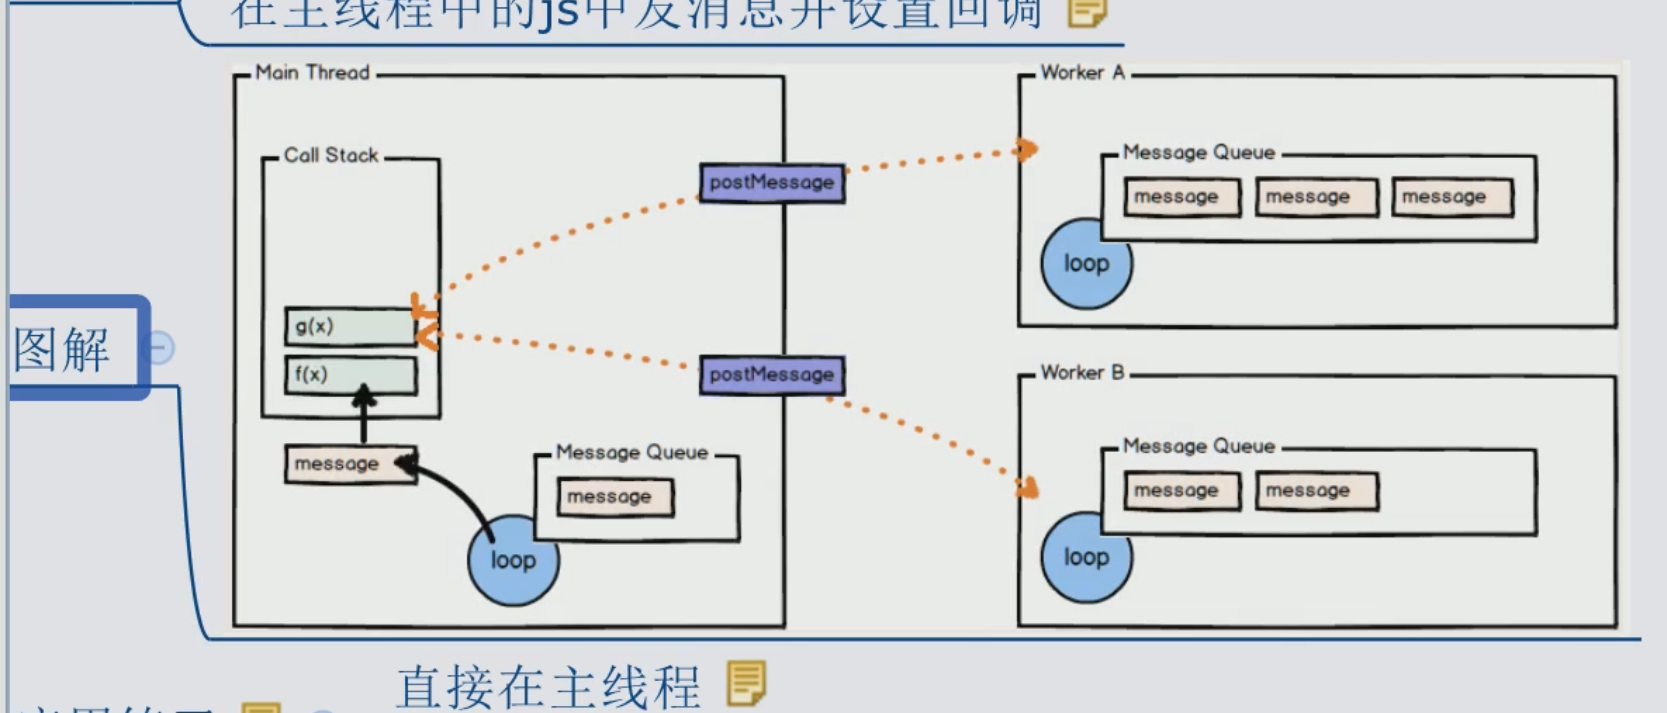 在主线程中的js中发消息并设置回调
Main Thread
Call Stack
g(x)
f(x)
message
Message Queue
message
loop
postMessage
postMessage
Worker A
Message Queue
message message message
loop
Worker B
Message Queue
message message
loop
图解
直接在主线程